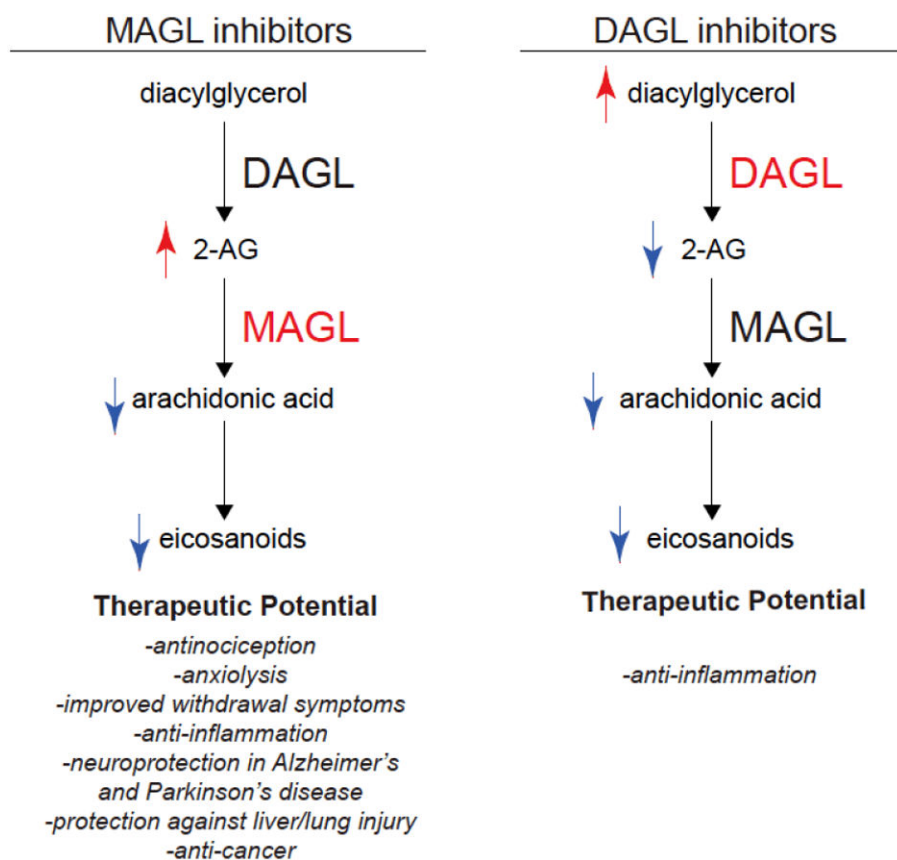 MAGL inhibitors
diacylglycerol
DAGL
2-AG
MAGL
arachidonic acid
eicosanoids
Therapeutic Potential
-antinociception
-anxiolysis
-improved withdrawal symptoms
-anti-inflammation
-neuroprotection in Alzheimer's
and Parkinson's disease
-protection against liver/lung injury
-anti-cancer
DAGL inhibitors
diacylglycerol
DAGL
2-AG
MAGL
arachidonic acid
eicosanoids
Therapeutic Potential
-anti-inflammation